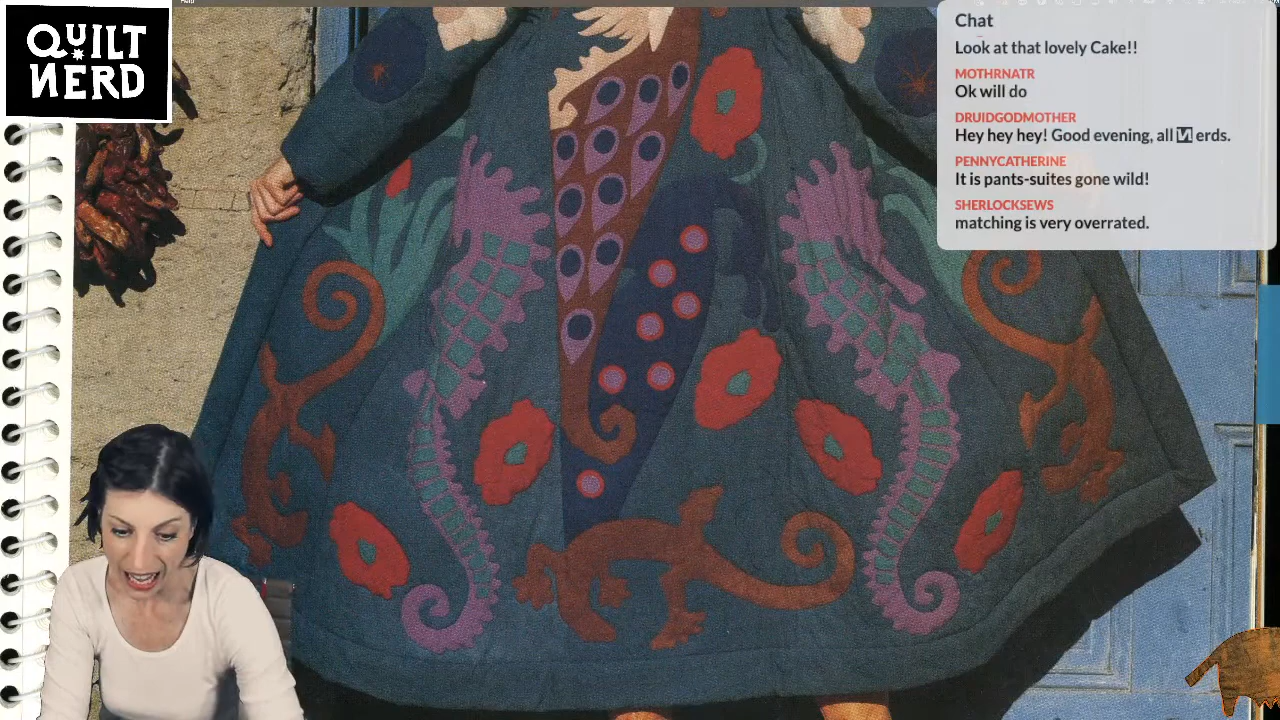 QUILT
NERD
Chat
Look at that lovely Cake!!
MOTHRNATR
Ok will do
DRUIDGODMOTHER
Hey hey hey! Good evening, all И erds.
PENNYCATHERINE
It is pants-suites gone wild!
SHERLOCKSEWS
matching is very overrated.